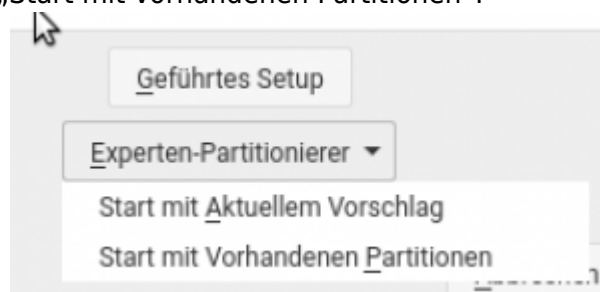 „Start mit Vorhandenen Partitionen“.
Geführtes Setup
Experten-Partitionierer
Start mit Aktuellem Vorschlag
Start mit Vorhandenen Partitionen